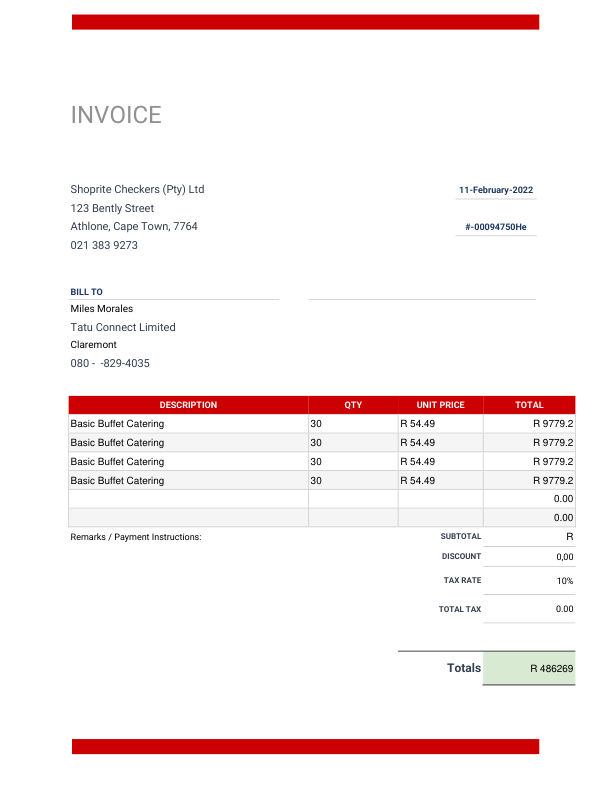 INVOICE
Shoprite Checkers (Pty) Ltd
11-February-2022
123 Bently Street
Athlone, Cape Town, 7764
#-00094750He
021 383 9273
BILL TO
Miles Morales
Tatu Connect Limited
Claremont
080 - -829-4035
DESCRIPTION QTY UNIT PRICE TOTAL
Basic Buffet Catering 30 R 54.49 R 9779.2
Basic Buffet Catering 30 R 54.49 R 9779.2
Basic Buffet Catering 30 R 54.49 R 9779.2
Basic Buffet Catering 30 R 54.49 R 9779.2
0.00
0.00
Remarks / Payment Instructions: SUBTOTAL R
DISCOUNT 0,00
TAX RATE 10%
TOTAL TAX 0.00
Totals R 486269